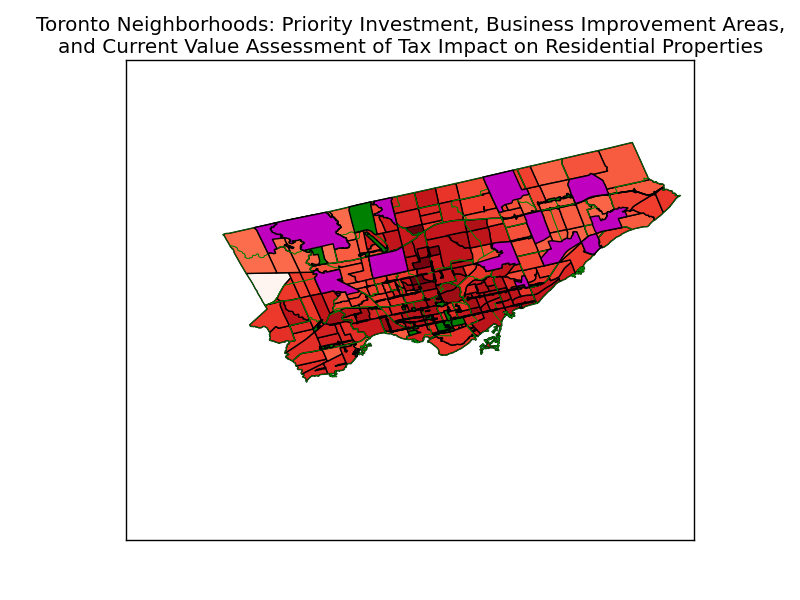 Toronto Neighborhoods: Priority Investment, Business Improvement Areas,
and Current Value Assessment of Tax Impact on Residential Properties